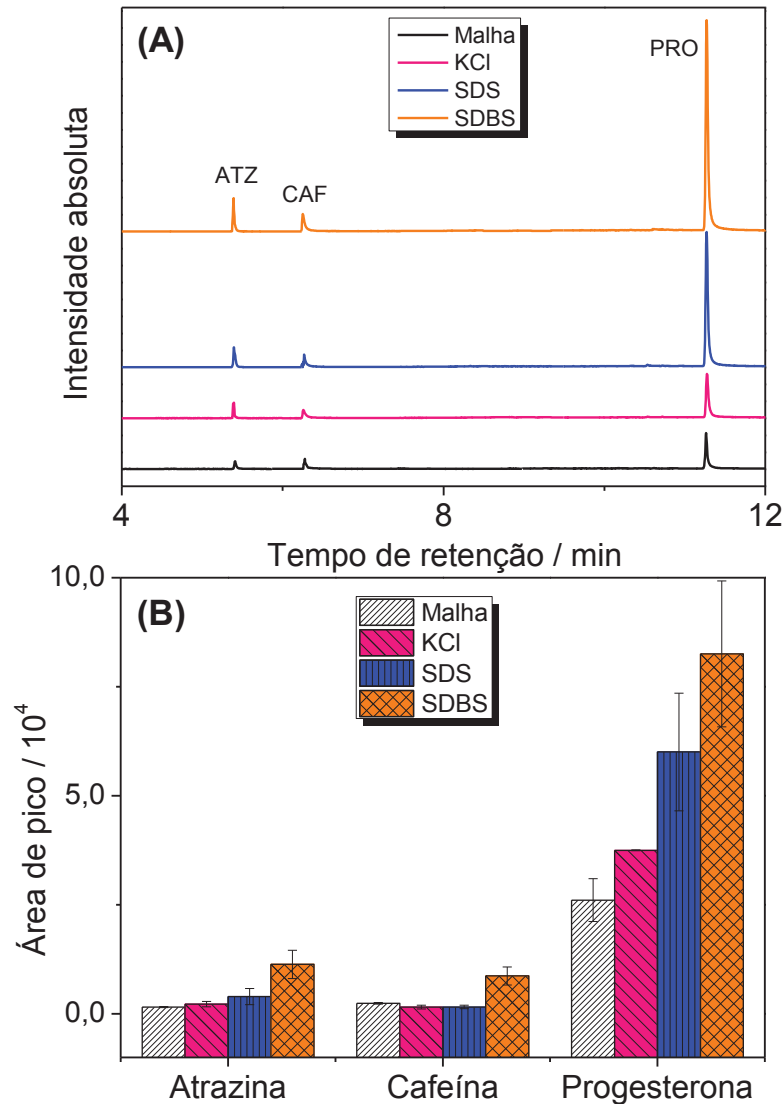 (A)
Malha
KCl
SDS
SDBS
PRO
ATZ
CAF
Intensidade absoluta
4
8
12
Tempo de retenção / min
10,0
(B)
Malha
KCl
SDS
SDBS
Área de pico / 10⁴
5,0
0,0
Atrazina
Cafeína
Progesterona